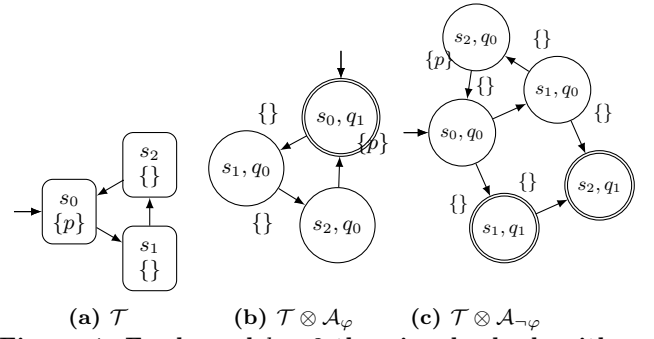 s₂, q₀
{}
{p}
{}
s₀, q₁
s₁, q₀
{}
{}
{p}
s₂
{}
s₁, q₀
s₀, q₀
s₂, q₁
s₀
{p}
s₁
{}
{}
s₂, q₀
{}
{}
s₁, q₁
(a) 𝒯
(b) 𝒯 ⊗ 𝒜φ
(c) 𝒯 ⊗ 𝒜¬φ